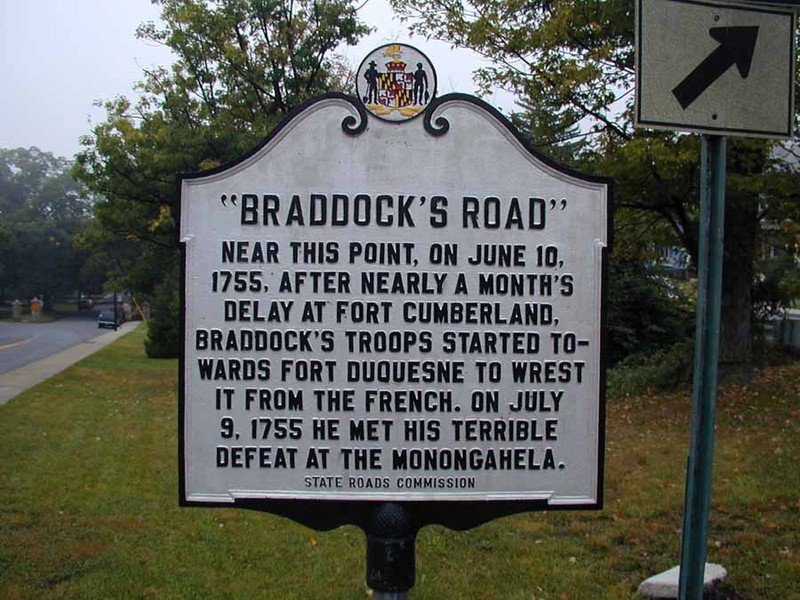 "BRADDOCK'S ROAD"
NEAR THIS POINT, ON JUNE 10,
1755, AFTER NEARLY A MONTH'S
DELAY AT FORT CUMBERLAND,
BRADDOCK'S TROOPS STARTED TO-
WARDS FORT DUQUESNE TO WREST
IT FROM THE FRENCH. ON JULY
9, 1755 HE MET HIS TERRIBLE
DEFEAT AT THE MONONGAHELA.
STATE ROADS COMMISSION